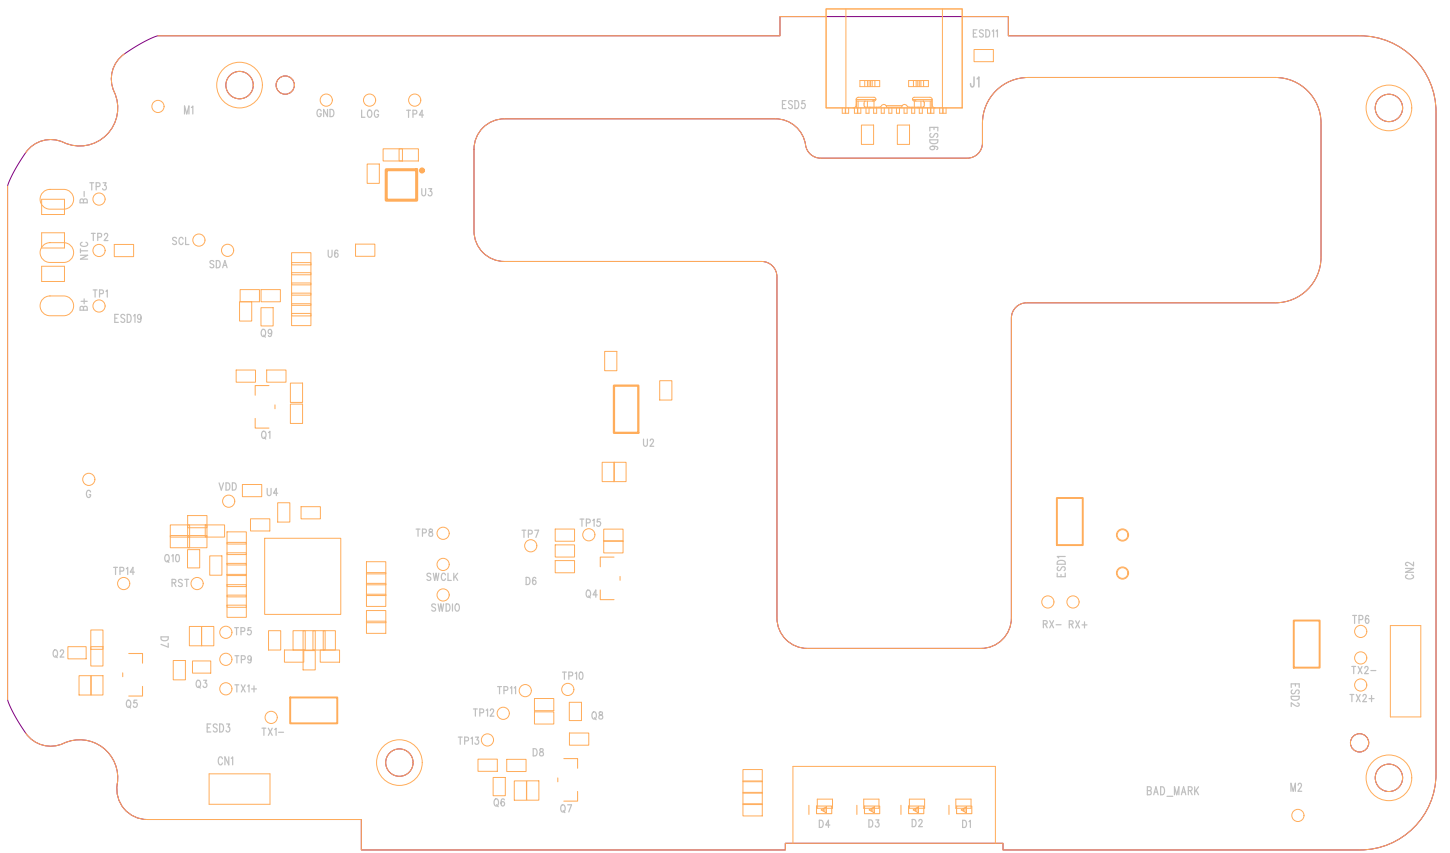 ESD11
J1
ESD5
ESD6
M1
GND
LOG
TP4
TP3
B-
U3
TP2
NTC
SCL
SDA
U6
TP1
B+
ESD19
Q9
Q1
U2
G
VDD
U4
TP8
TP7
TP15
Q10
TP14
RST
SWCLK
SWDIO
D6
Q4
ESD1
CN2
RX- RX+
TP6
Q2
D7
TP5
TP9
Q3
TX1+
Q5
TX2-
TX2+
ESD2
TP11
TP10
TP12
Q8
ESD3
TX1-
TP13
D8
CN1
Q6
Q7
BAD_MARK
M2
D4
D3
D2
D1